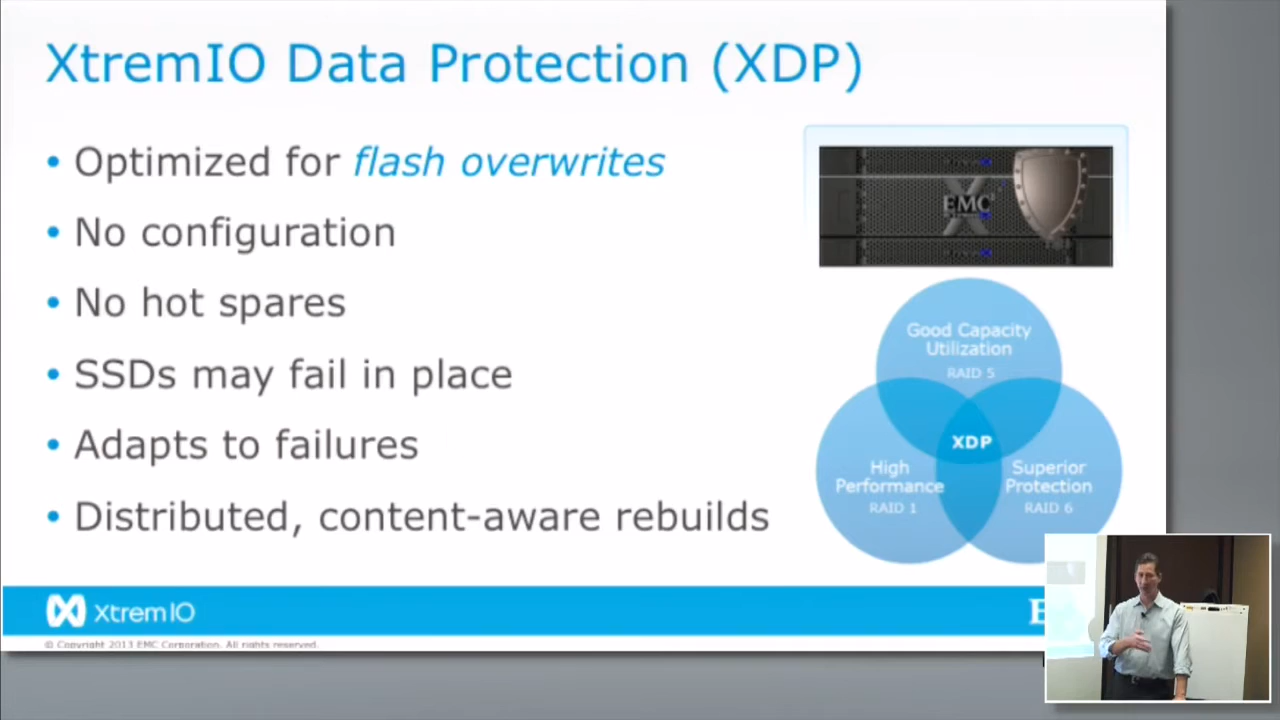 XtremIO Data Protection (XDP)
• Optimized for flash overwrites
• No configuration
• No hot spares
• SSDs may fail in place
• Adapts to failures
• Distributed, content-aware rebuilds
EMC
Good Capacity
Utilization
RAID 5
XDP
High
Performance
RAID 1
Superior
Protection
RAID 6
XtremIO
E
© Copyright 2013 EMC Corporation. All rights reserved.